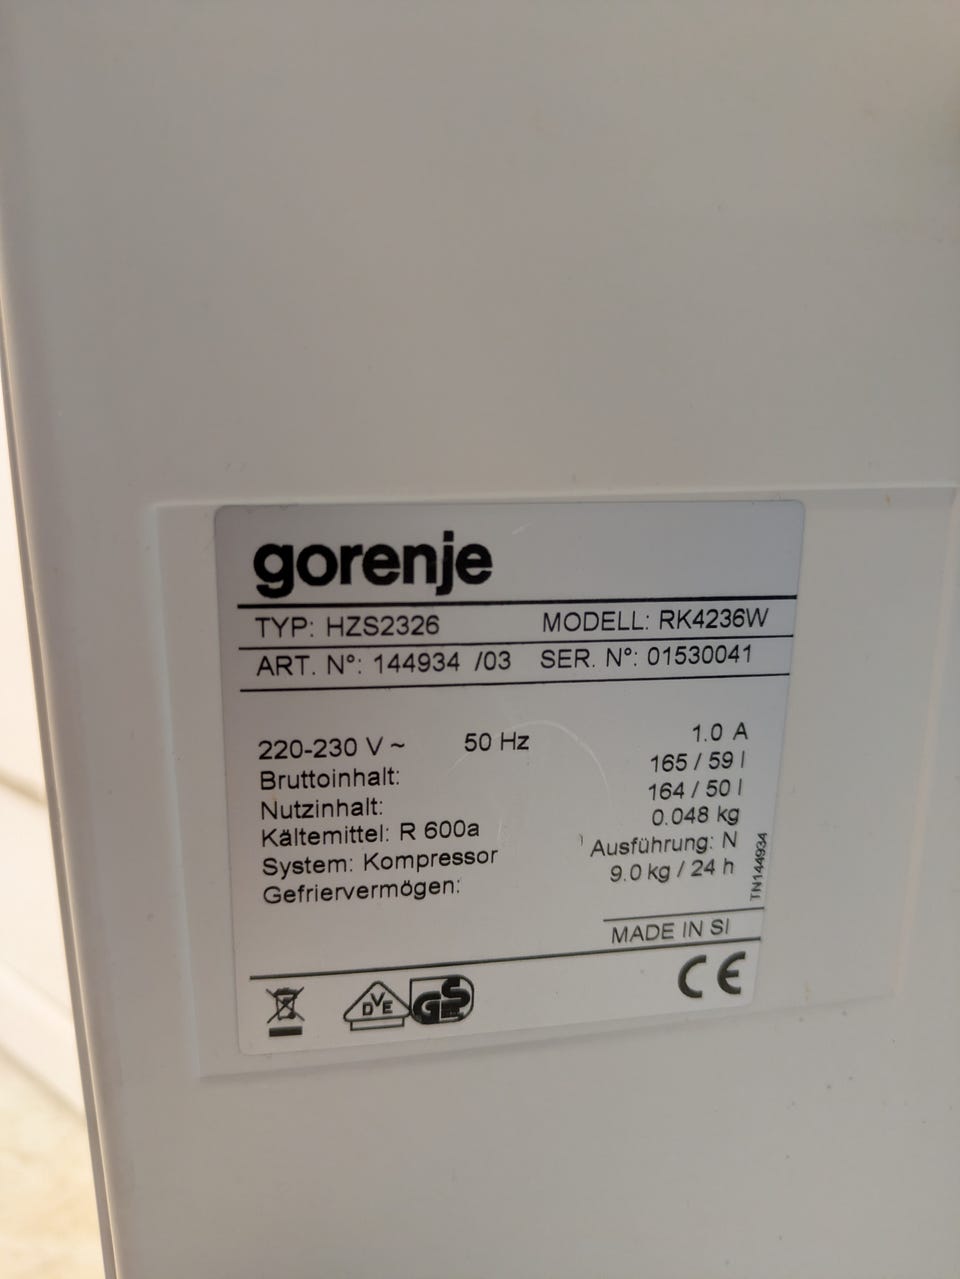 gorenje
TYP: HZS2326 MODELL: RK4236W
ART. N°: 144934 /03 SER. N°: 01530041
220-230 V ~ 50 Hz 1.0 A
Bruttoinhalt: 165 / 59 l
Nutzinhalt: 164 / 50 l
Kältemittel: R 600a 0.048 kg
System: Kompressor Ausführung: N
Gefriervermögen: 9.0 kg / 24 h
TN144934
MADE IN SI
DVE GS CE